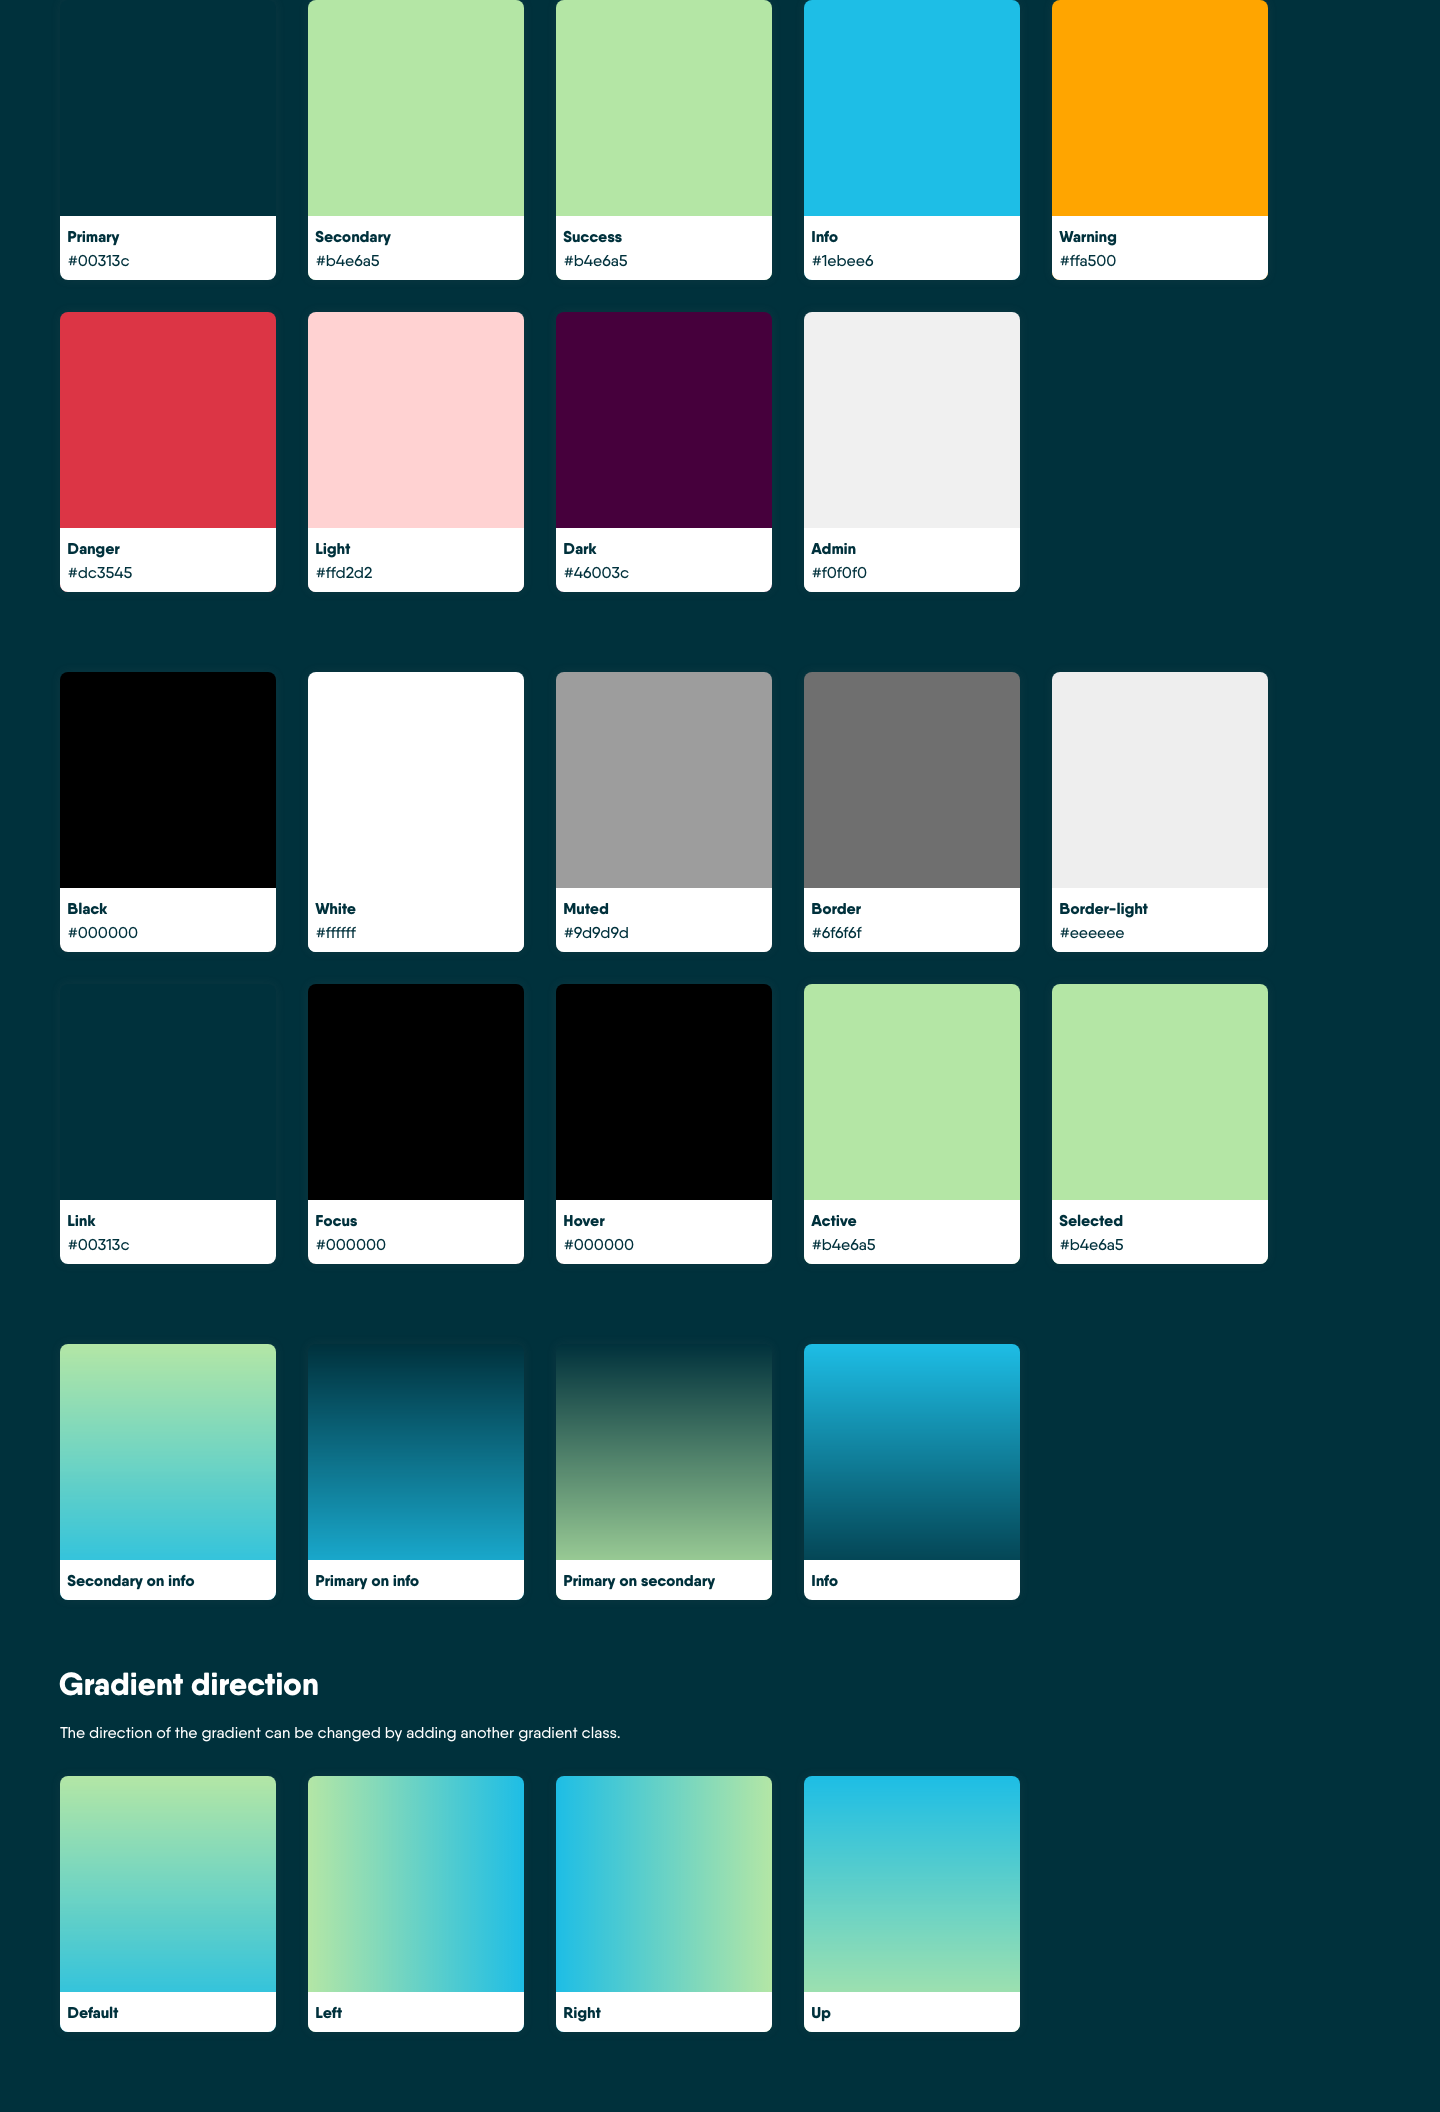 Primary
#00313c
Secondary
#b4e6a5
Success
#b4e6a5
Info
#1ebee6
Warning
#ffa500
Danger
#dc3545
Light
#ffd2d2
Dark
#46003c
Admin
#f0f0f0
Black
#000000
White
#ffffff
Muted
#9d9d9d
Border
#6f6f6f
Border-light
#eeeeee
Link
#00313c
Focus
#000000
Hover
#000000
Active
#b4e6a5
Selected
#b4e6a5
Secondary on info
Primary on info
Primary on secondary
Info
Gradient direction
The direction of the gradient can be changed by adding another gradient class.
Default
Left
Right
Up